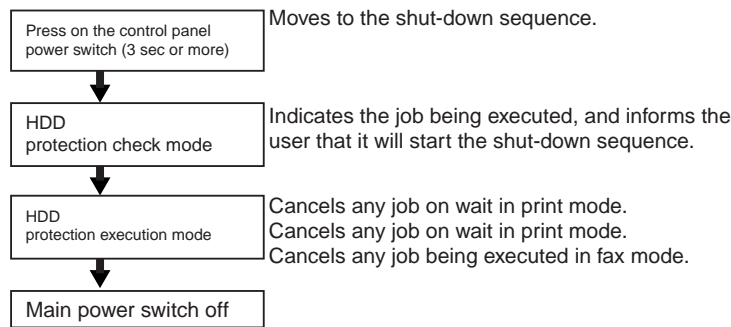 Press on the control panel
power switch (3 sec or more)
Moves to the shut-down sequence.
HDD
protection check mode
Indicates the job being executed, and informs the
user that it will start the shut-down sequence.
HDD
protection execution mode
Cancels any job on wait in print mode.
Cancels any job on wait in print mode.
Cancels any job being executed in fax mode.
Main power switch off